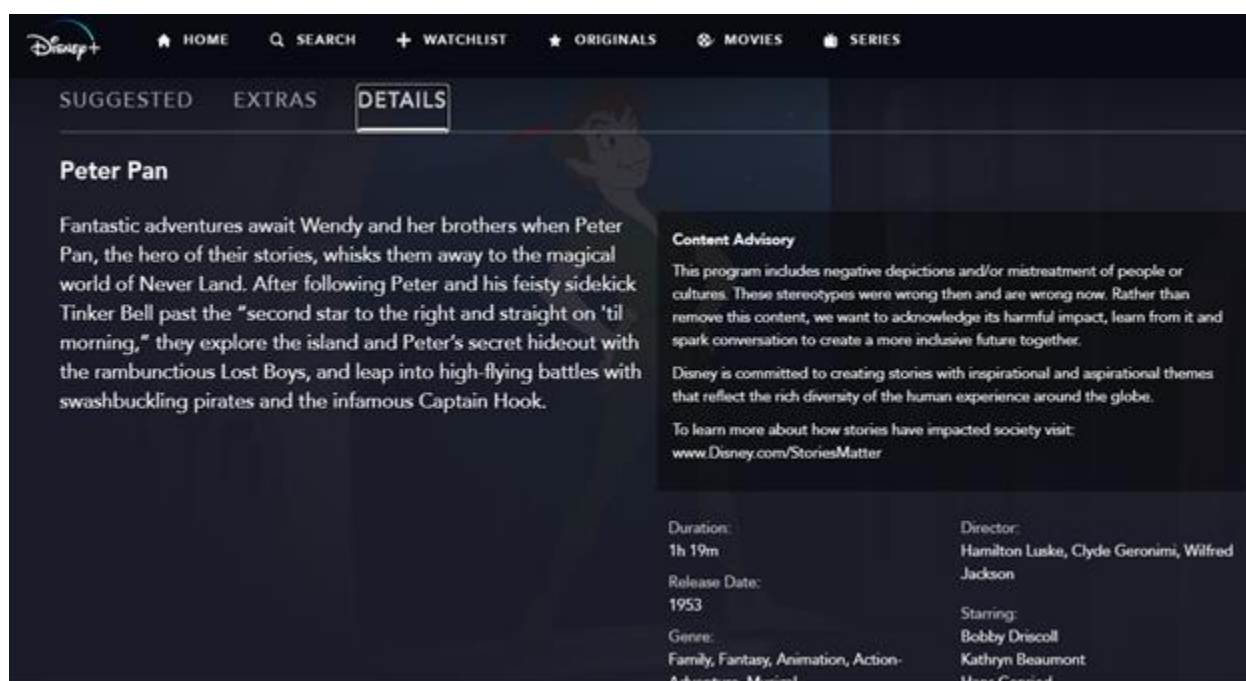 Disney+ HOME SEARCH WATCHLIST ORIGINALS MOVIES SERIES
SUGGESTED EXTRAS DETAILS
Peter Pan
Fantastic adventures await Wendy and her brothers when Peter
Pan, the hero of their stories, whisks them away to the magical
world of Never Land. After following Peter and his feisty sidekick
Tinker Bell past the "second star to the right and straight on 'til
morning," they explore the island and Peter's secret hideout with
the rambunctious Lost Boys, and leap into high-flying battles with
swashbuckling pirates and the infamous Captain Hook.
Content Advisory
This program includes negative depictions and/or mistreatment of people or
cultures. These stereotypes were wrong then and are wrong now. Rather than
remove this content, we want to acknowledge its harmful impact, learn from it and
spark conversation to create a more inclusive future together.
Disney is committed to creating stories with inspirational and aspirational themes
that reflect the rich diversity of the human experience around the globe.
To learn more about how stories have impacted society visit:
www.Disney.com/StoriesMatter
Duration:
1h 19m
Release Date:
1953
Genre:
Family, Fantasy, Animation, Action-
Director:
Hamilton Luske, Clyde Geronimi, Wilfred
Jackson
Starring:
Bobby Driscoll
Kathryn Beaumont